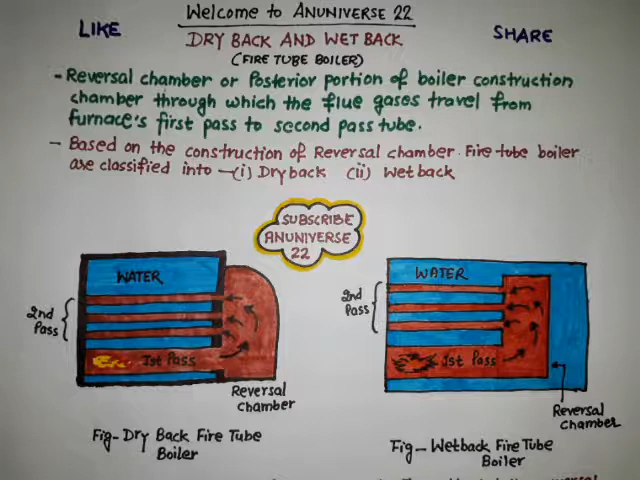 Welcome to ANUNIVERSE 22
LIKE
SHARE
DRY BACK AND WET BACK
(FIRE TUBE BOILER)
- Reversal chamber or Posterior portion of boiler construction
chamber through which the flue gases travel from
furnace's first pass to second pass tube.
- Based on the construction of Reversal chamber. Fire tube boiler
are classified into -(i) Dry back (ii) Wet back
SUBSCRIBE
ANUNIVERSE
22
WATER
2nd
Pass
1st Pass
Reversal
Chamber
Fig-Dry Back Fire Tube
Boiler
WATER
2nd
Pass
1st Pass
Reversal
Chamber
Fig-Wetback Fire Tube
Boiler